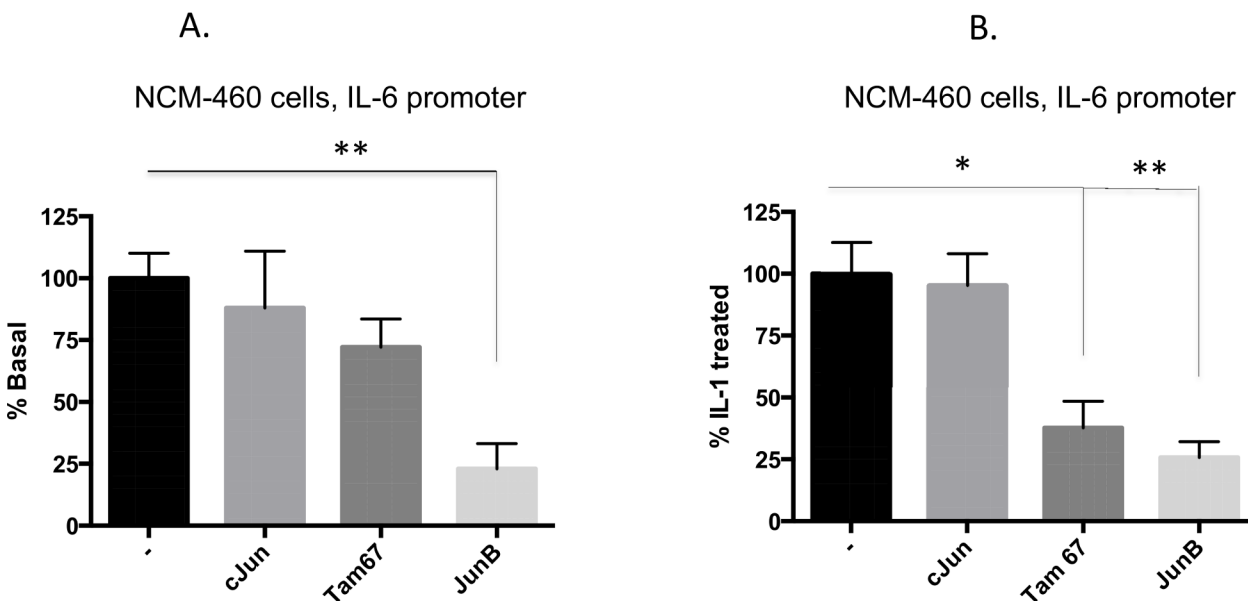 A.
NCM-460 cells, IL-6 promoter
**
% Basal
125
100
75
50
25
0
-
cJun
Tam67
JunB
B.
NCM-460 cells, IL-6 promoter
*
**
% IL-1 treated
125
100
75
50
25
0
-
cJun
Tam 67
JunB